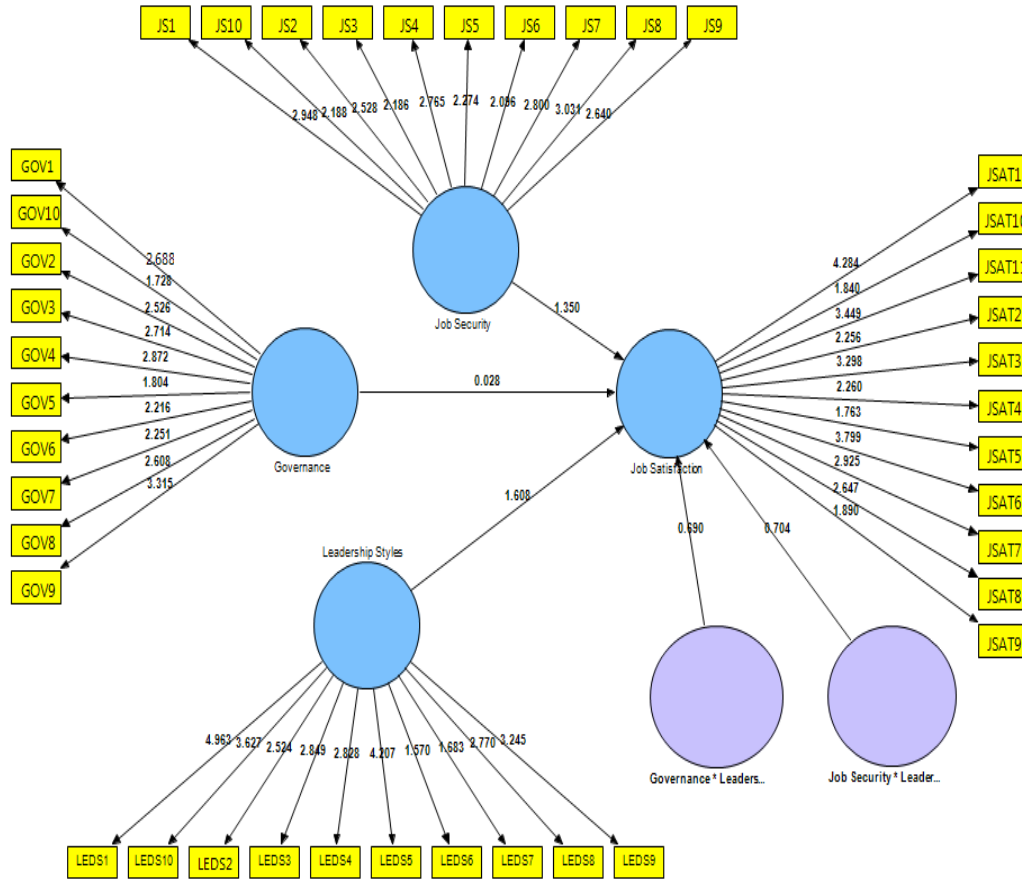 JS1
JS10
JS2
JS3
JS4
JS5
JS6
JS7
JS8
JS9
2.948
2.188
2.528
2.186
2.765
2.274
2.096
2.800
3.031
2.640
Job Security
GOV1
GOV10
GOV2
GOV3
GOV4
GOV5
GOV6
GOV7
GOV8
GOV9
2.688
1.728
2.526
2.714
2.872
1.804
2.216
2.251
2.608
3.315
Governance
1.350
0.028
1.608
Job Satisfaction
4.284
1.840
3.449
2.256
3.298
2.260
1.763
3.799
2.925
2.647
1.890
JSAT1
JSAT10
JSAT11
JSAT2
JSAT3
JSAT4
JSAT5
JSAT6
JSAT7
JSAT8
JSAT9
0.690
0.704
Leadership Styles
4.963
3.627
2.524
2.849
2.828
4.207
1.570
1.683
2.770
3.245
Governance * Leaders...
Job Security * Leader...
LEDS1
LEDS10
LEDS2
LEDS3
LEDS4
LEDS5
LEDS6
LEDS7
LEDS8
LEDS9